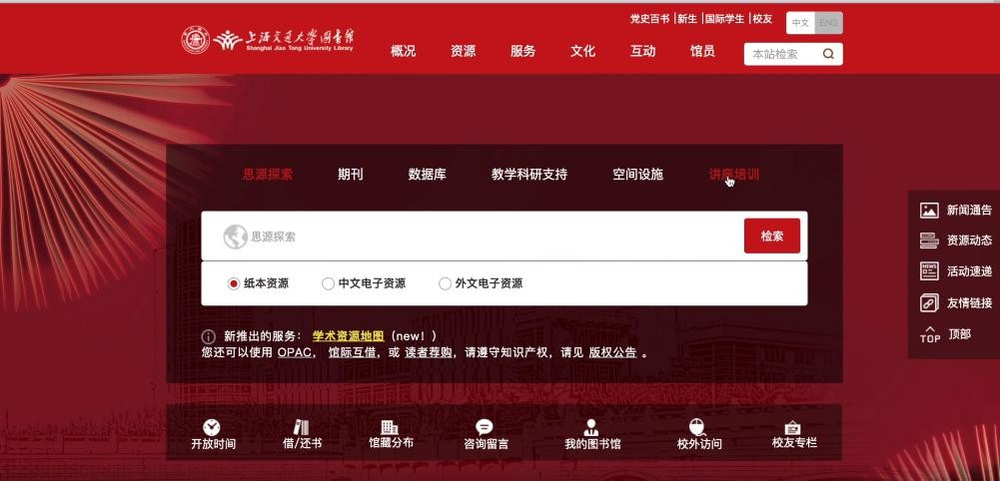 党史百书 | 新生 | 国际学生 | 校友
中文 ENG
上海交通大学图书馆
Shanghai Jiao Tong University Library
概况 资源 服务 文化 互动 馆员
本站检索
思源探索 期刊 数据库 教学科研支持 空间设施 讲座培训
思源探索 检索
纸本资源 中文电子资源 外文电子资源
新推出的服务： 学术资源地图 (new！)
您还可以使用 OPAC， 馆际互借，或 读者荐购，请遵守知识产权，请见 版权公告 。
开放时间 借/还书 馆藏分布 咨询留言 我的图书馆 校外访问 校友专栏
新闻通告
资源动态
NEWS 活动速递
友情链接
TOP 顶部